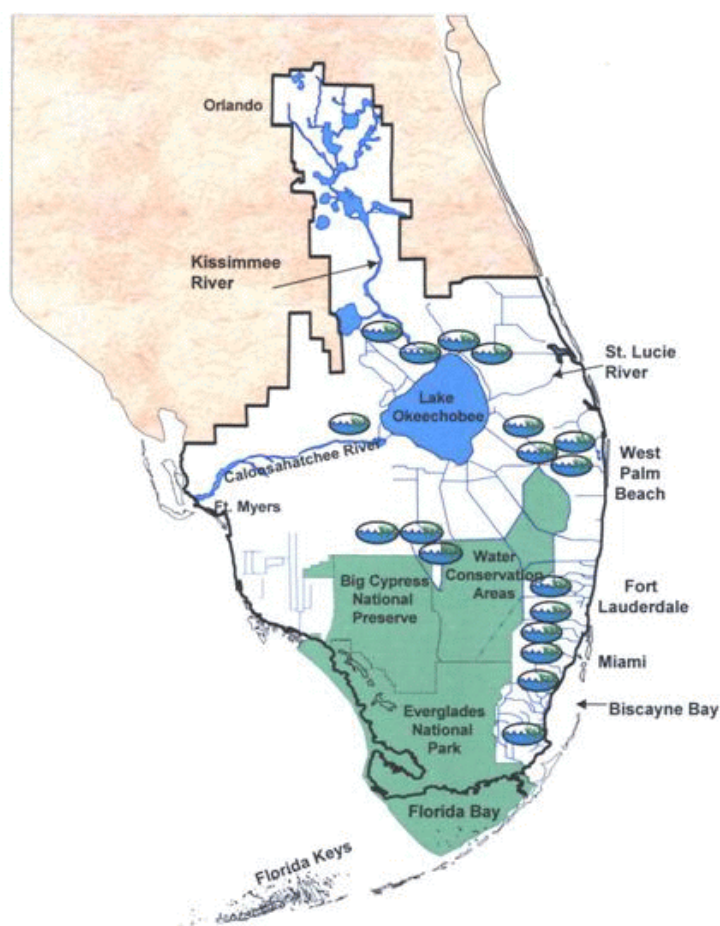 Orlando
Kissimmee
River
St. Lucie
River
Lake
Okeechobee
Caloosahatchee River
West
Palm
Beach
Ft. Myers
Water
Conservation
Areas
Big Cypress
National
Preserve
Fort
Lauderdale
Miami
Everglades
National
Park
Biscayne Bay
Florida Bay
Florida Keys